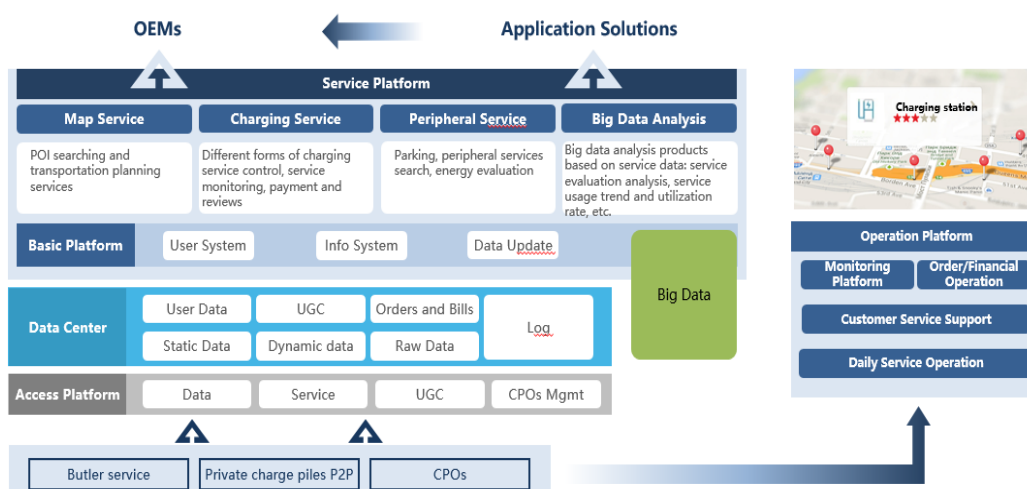 OEMs
Application Solutions
Service Platform
Map Service
Charging Service
Peripheral Service
Big Data Analysis
POI searching and
transportation planning
services
Different forms of charging
service control, service
monitoring, payment and
reviews
Parking, peripheral services
search, energy evaluation
Big data analysis products
based on service data: service
evaluation analysis, service
usage trend and utilization
rate, etc.
Basic Platform
User System
Info System
Data Update
Big Data
Data Center
User Data
UGC
Orders and Bills
Log
Static Data
Dynamic data
Raw Data
Access Platform
Data
Service
UGC
CPOs Mgmt
Butler service
Private charge piles P2P
CPOs
Charging station
Operation Platform
Monitoring
Platform
Order/Financial
Operation
Customer Service Support
Daily Service Operation